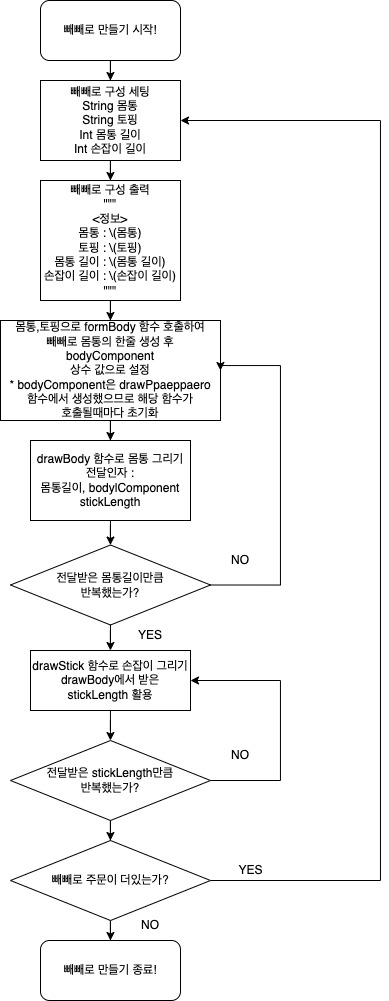 빼빼로 만들기 시작!
빼빼로 구성 세팅
String 몸통
String 토핑
Int 몸통 길이
Int 손잡이 길이
빼빼로 구성 출력
"""
<정보>
몸통 : \(몸통)
토핑 : \(토핑)
몸통 길이 : \(몸통 길이)
손잡이 길이 : \(손잡이 길이)
"""
몸통,토핑으로 formBody 함수 호출하여
빼빼로 몸통의 한줄 생성 후
bodyComponent
상수 값으로 설정
* bodyComponent은 drawPpaeppaero
함수에서 생성했으므로 해당 함수가
호출될때마다 초기화
drawBody 함수로 몸통 그리기
전달인자 :
몸통길이, bodylComponent
stickLength
NO
전달받은 몸통길이만큼
반복했는가?
YES
drawStick 함수로 손잡이 그리기
drawBody에서 받은
stickLength 활용
NO
전달받은 stickLength만큼
반복했는가?
빼빼로 주문이 더있는가?
YES
NO
빼빼로 만들기 종료!